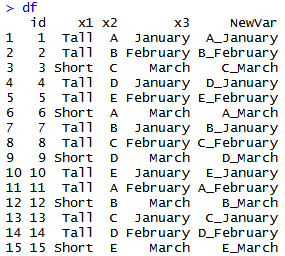 > df
id x1 x2 x3 NewVar
1 1 Tall A January A_January
2 2 Tall B February B_February
3 3 Short C March C_March
4 4 Tall D January D_January
5 5 Tall E February E_February
6 6 Short A March A_March
7 7 Tall B January B_January
8 8 Tall C February C_February
9 9 Short D March D_March
10 10 Tall E January E_January
11 11 Tall A February A_February
12 12 Short B March B_March
13 13 Tall C January C_January
14 14 Tall D February D_February
15 15 Short E March E_March